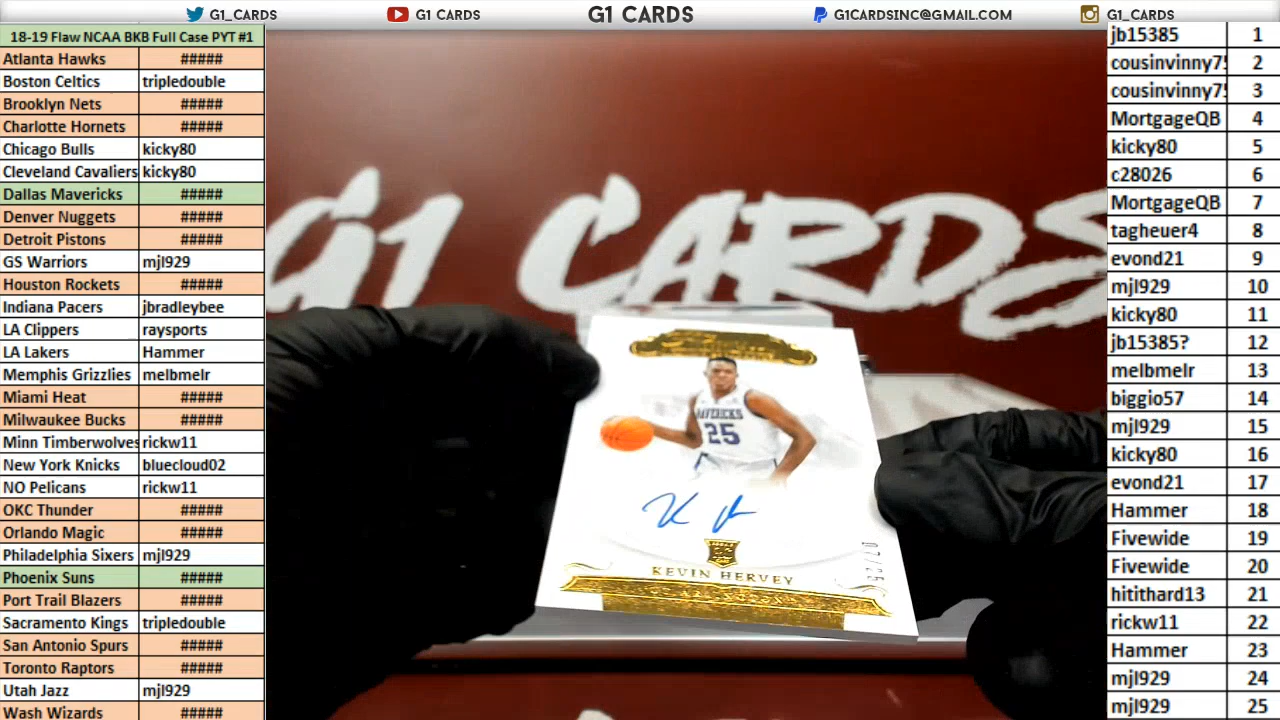 G1_CARDS
G1 CARDS
G1 CARDS
G1CARDSINC@GMAIL.COM
G1_CARDS
18-19 Flaw NCAA BKB Full Case PYT #1
Atlanta Hawks #####
Boston Celtics tripledouble
Brooklyn Nets #####
Charlotte Hornets #####
Chicago Bulls kicky80
Cleveland Cavaliers kicky80
Dallas Mavericks #####
Denver Nuggets #####
Detroit Pistons #####
GS Warriors mjl929
Houston Rockets #####
Indiana Pacers jbradleybee
LA Clippers raysports
LA Lakers Hammer
Memphis Grizzlies melbmelr
Miami Heat #####
Milwaukee Bucks #####
Minn Timberwolves rickw11
New York Knicks bluecloud02
NO Pelicans rickw11
OKC Thunder #####
Orlando Magic #####
Philadelphia Sixers mjl929
Phoenix Suns #####
Port Trail Blazers #####
Sacramento Kings tripledouble
San Antonio Spurs #####
Toronto Raptors #####
Utah Jazz mjl929
Wash Wizards #####
G1 CARDS
MAVERICKS
25
KEVIN HERVEY
jb15385 1
cousinvinny75 2
cousinvinny75 3
MortgageQB 4
kicky80 5
c28026 6
MortgageQB 7
tagheuer4 8
evond21 9
mjl929 10
kicky80 11
jb15385? 12
melbmelr 13
biggio57 14
mjl929 15
kicky80 16
evond21 17
Hammer 18
Fivewide 19
Fivewide 20
hitithard13 21
rickw11 22
Hammer 23
mjl929 24
mjl929 25